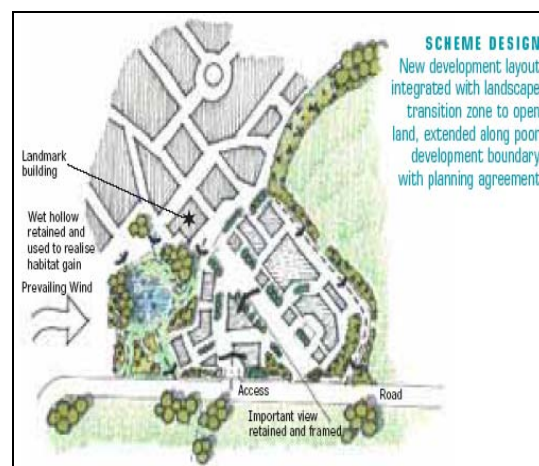 SCHEME DESIGN
New development layout
integrated with landscape
transition zone to open
land, extended along poor
development boundary
with planning agreement
Landmark
building
Wet hollow
retained and
used to realise
habitat gain
Prevailing Wind
Access
Road
Important view
retained and framed